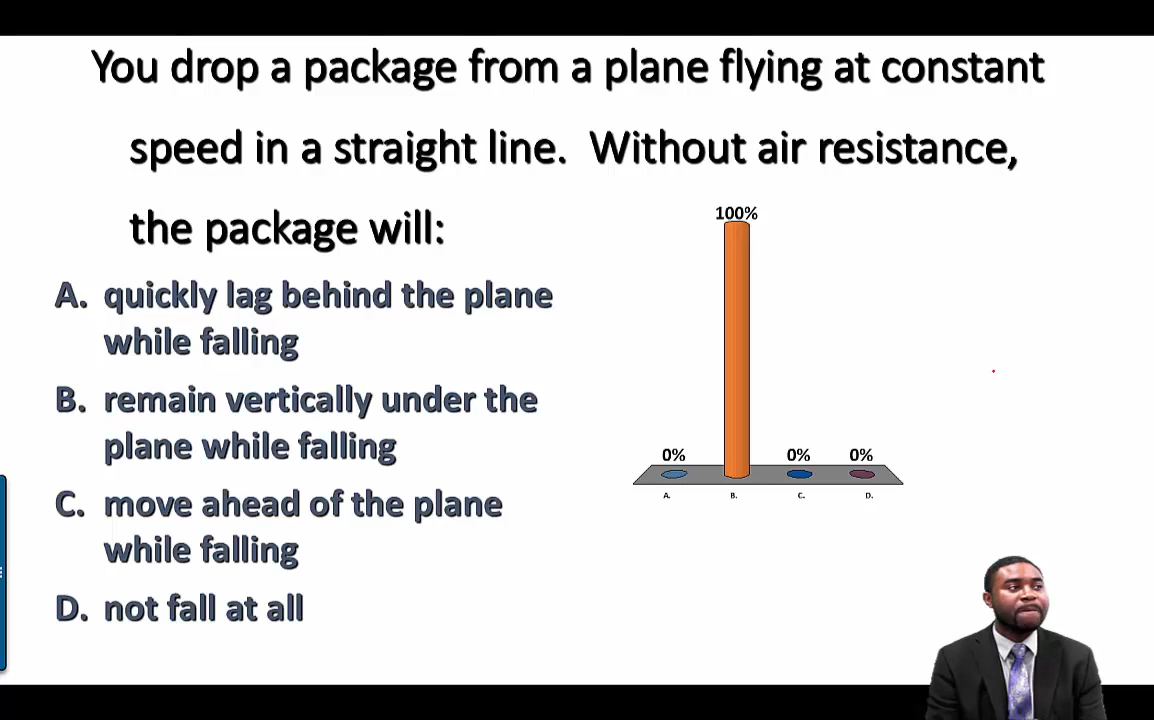 You drop a package from a plane flying at constant
speed in a straight line.  Without air resistance,
the package will:
A. quickly lag behind the plane
while falling
B. remain vertically under the
plane while falling
C. move ahead of the plane
while falling
D. not fall at all
100%
0%
0%
0%
A.
B.
C.
D.